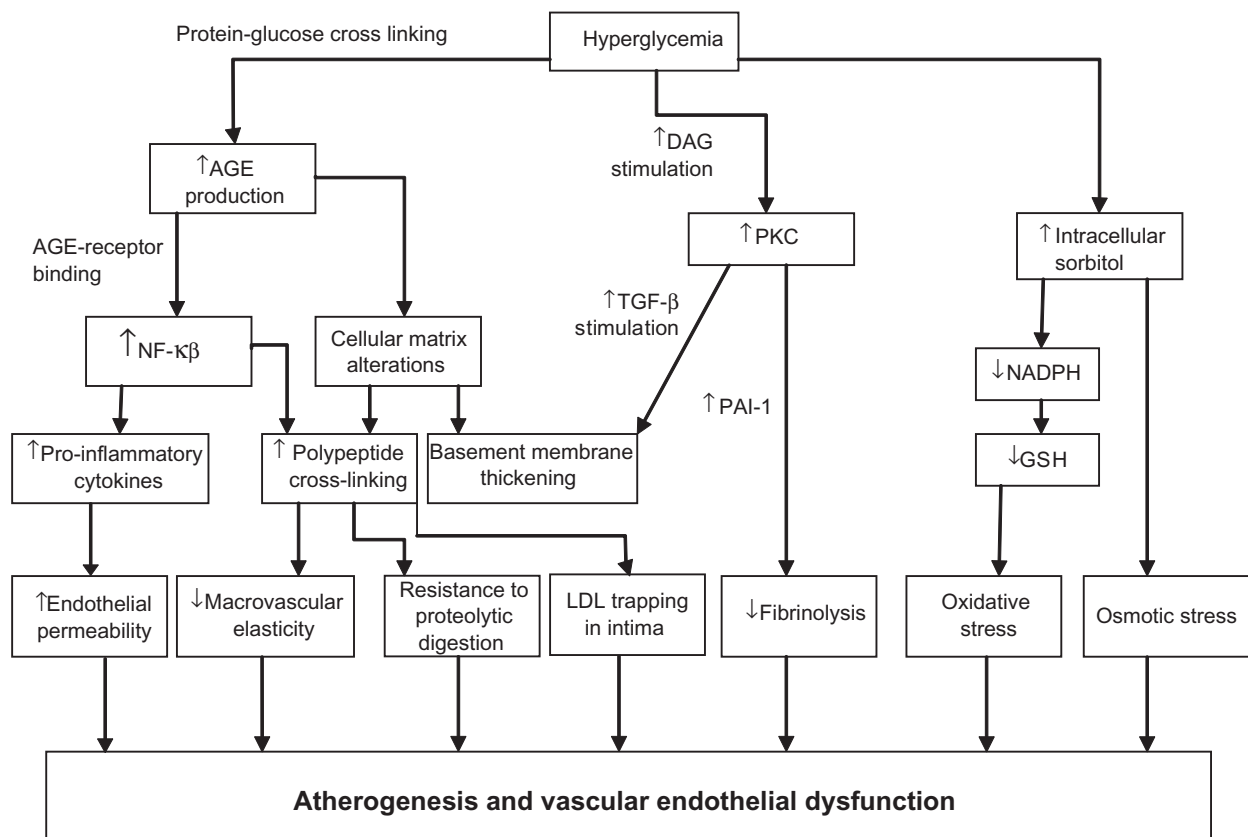 Protein-glucose cross linking
Hyperglycemia
↑DAG
stimulation
↑AGE
production
↑PKC
↑Intracellular
sorbitol
AGE-receptor
binding
↑TGF-β
stimulation
↑NF-κβ
Cellular matrix
alterations
↓NADPH
↑PAI-1
↑Pro-inflammatory
cytokines
↑Polypeptide
cross-linking
Basement membrane
thickening
↓GSH
↑Endothelial
permeability
↓Macrovascular
elasticity
Resistance to
proteolytic
digestion
LDL trapping
in intima
↓Fibrinolysis
Oxidative
stress
Osmotic stress
Atherogenesis and vascular endothelial dysfunction